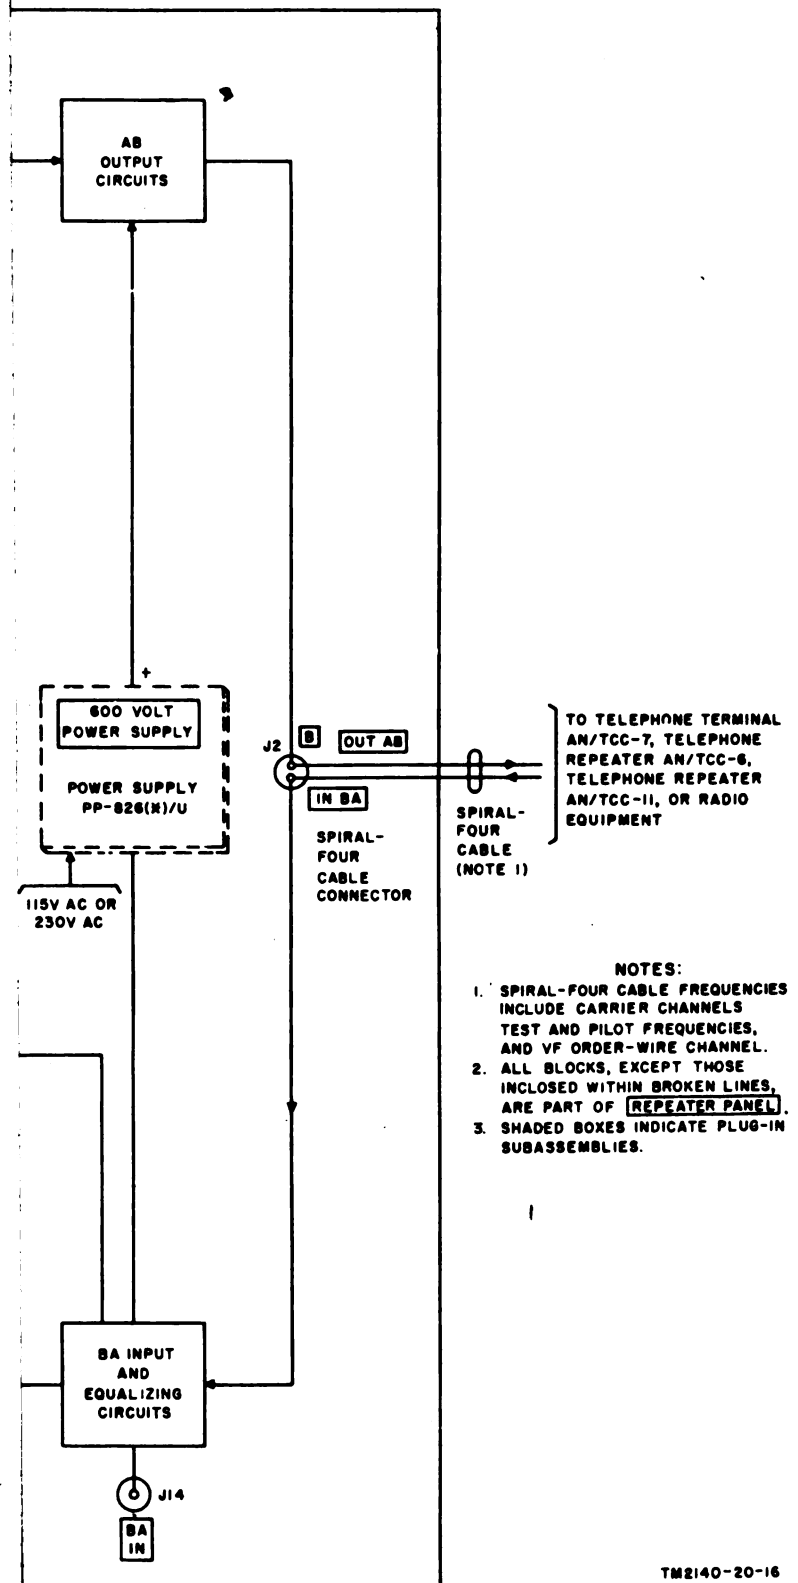 AB
OUTPUT
CIRCUITS
+
600 VOLT
POWER SUPPLY
POWER SUPPLY
PP-826(X)/U
115V AC OR
230V AC
J2
B
OUT AB
IN BA
SPIRAL-
FOUR
CABLE
CONNECTOR
SPIRAL-
FOUR
CABLE
(NOTE 1)
TO TELEPHONE TERMINAL
AN/TCC-7, TELEPHONE
REPEATER AN/TCC-6,
TELEPHONE REPEATER
AN/TCC-11, OR RADIO
EQUIPMENT
NOTES:
1. SPIRAL-FOUR CABLE FREQUENCIES
INCLUDE CARRIER CHANNELS
TEST AND PILOT FREQUENCIES,
AND VF ORDER-WIRE CHANNEL.
2. ALL BLOCKS, EXCEPT THOSE
INCLOSED WITHIN BROKEN LINES,
ARE PART OF REPEATER PANEL.
3. SHADED BOXES INDICATE PLUG-IN
SUBASSEMBLIES.
BA INPUT
AND
EQUALIZING
CIRCUITS
J14
BA
IN
TM2140-20-16